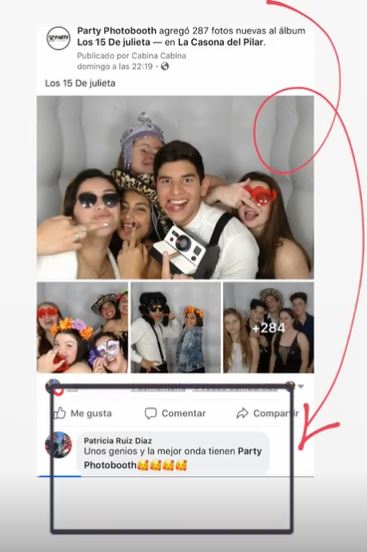 Party Photobooth agregó 287 fotos nuevas al álbum
Los 15 De julieta — en La Casona del Pilar.
Publicado por Cabina Cabina
domingo a las 22:19 ·
Los 15 De julieta
+284
Me gusta
Comentar
Compartir
Patricia Ruiz Diaz
Unos genios y la mejor onda tienen Party
Photobooth🥰🥰🥰🥰